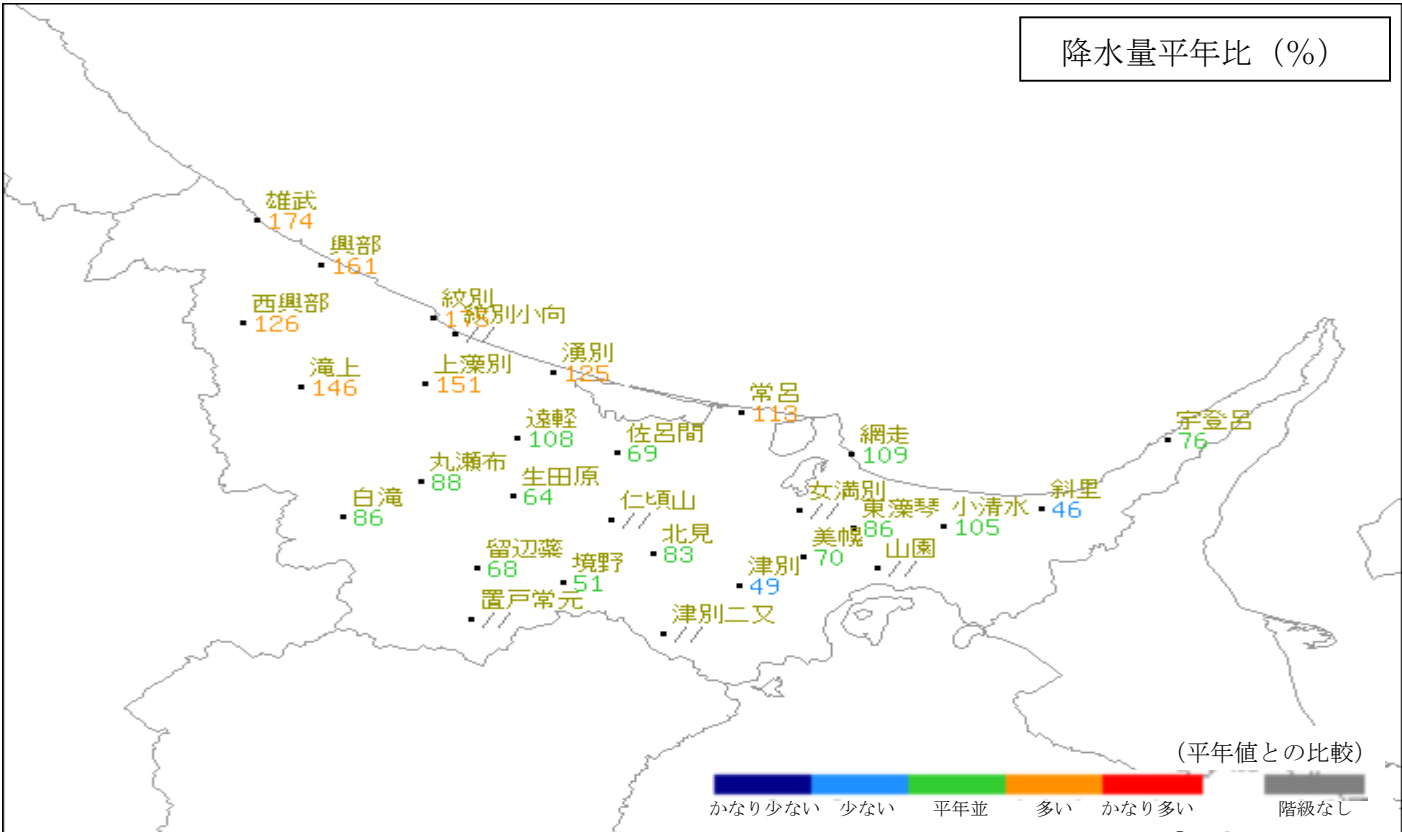 降水量平年比（%）
雄武
174
興部
161
西興部
126
紋別
紋別小向
//
滝上
146
上藻別
151
湧別
125
常呂
113
遠軽
108
佐呂間
69
網走
109
宇登呂
76
丸瀬布
88
生田原
64
白滝
86
仁頃山
//
女満別
//
東藻琴
86
小清水
105
斜里
46
北見
83
美幌
70
山園
//
留辺蘂
68
境野
51
津別
49
置戸常元
//
津別二又
//
（平年値との比較）
かなり少ない 少ない 平年並 多い かなり多い 階級なし